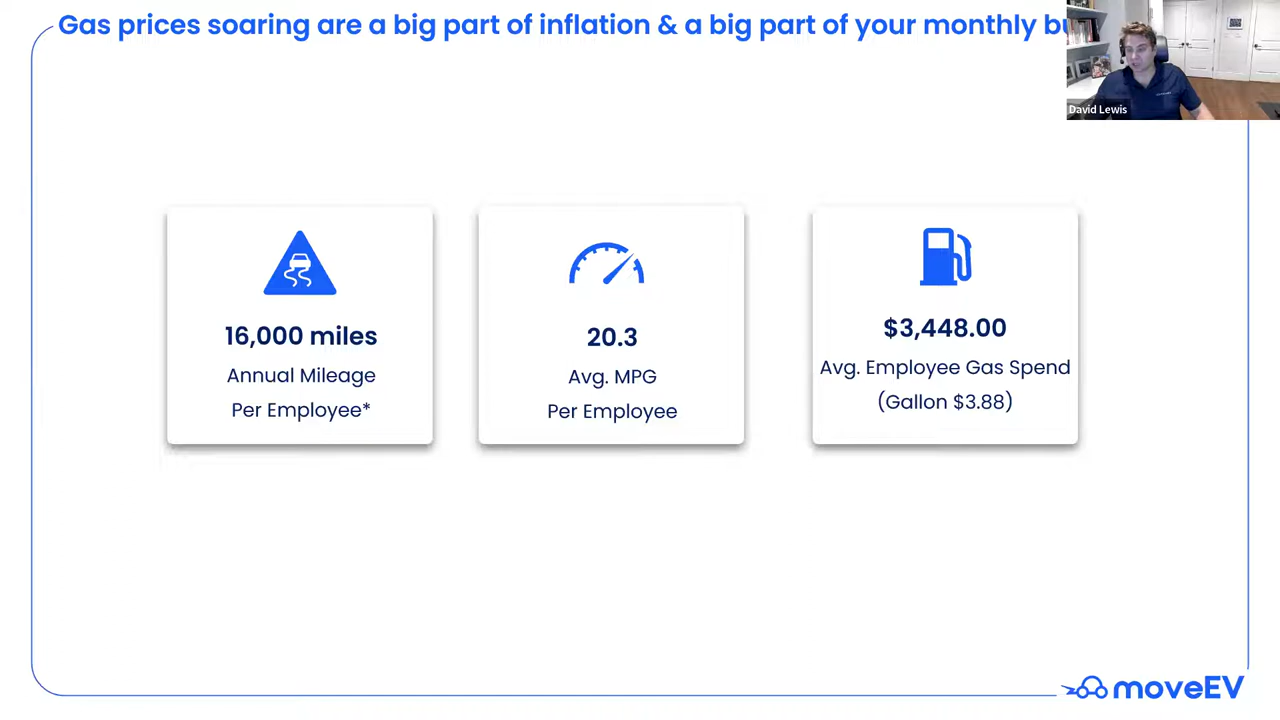 Gas prices soaring are a big part of inflation & a big part of your monthly
David Lewis
16,000 miles
Annual Mileage
Per Employee*
20.3
Avg. MPG
Per Employee
$3,448.00
Avg. Employee Gas Spend
(Gallon $3.88)
moveEV